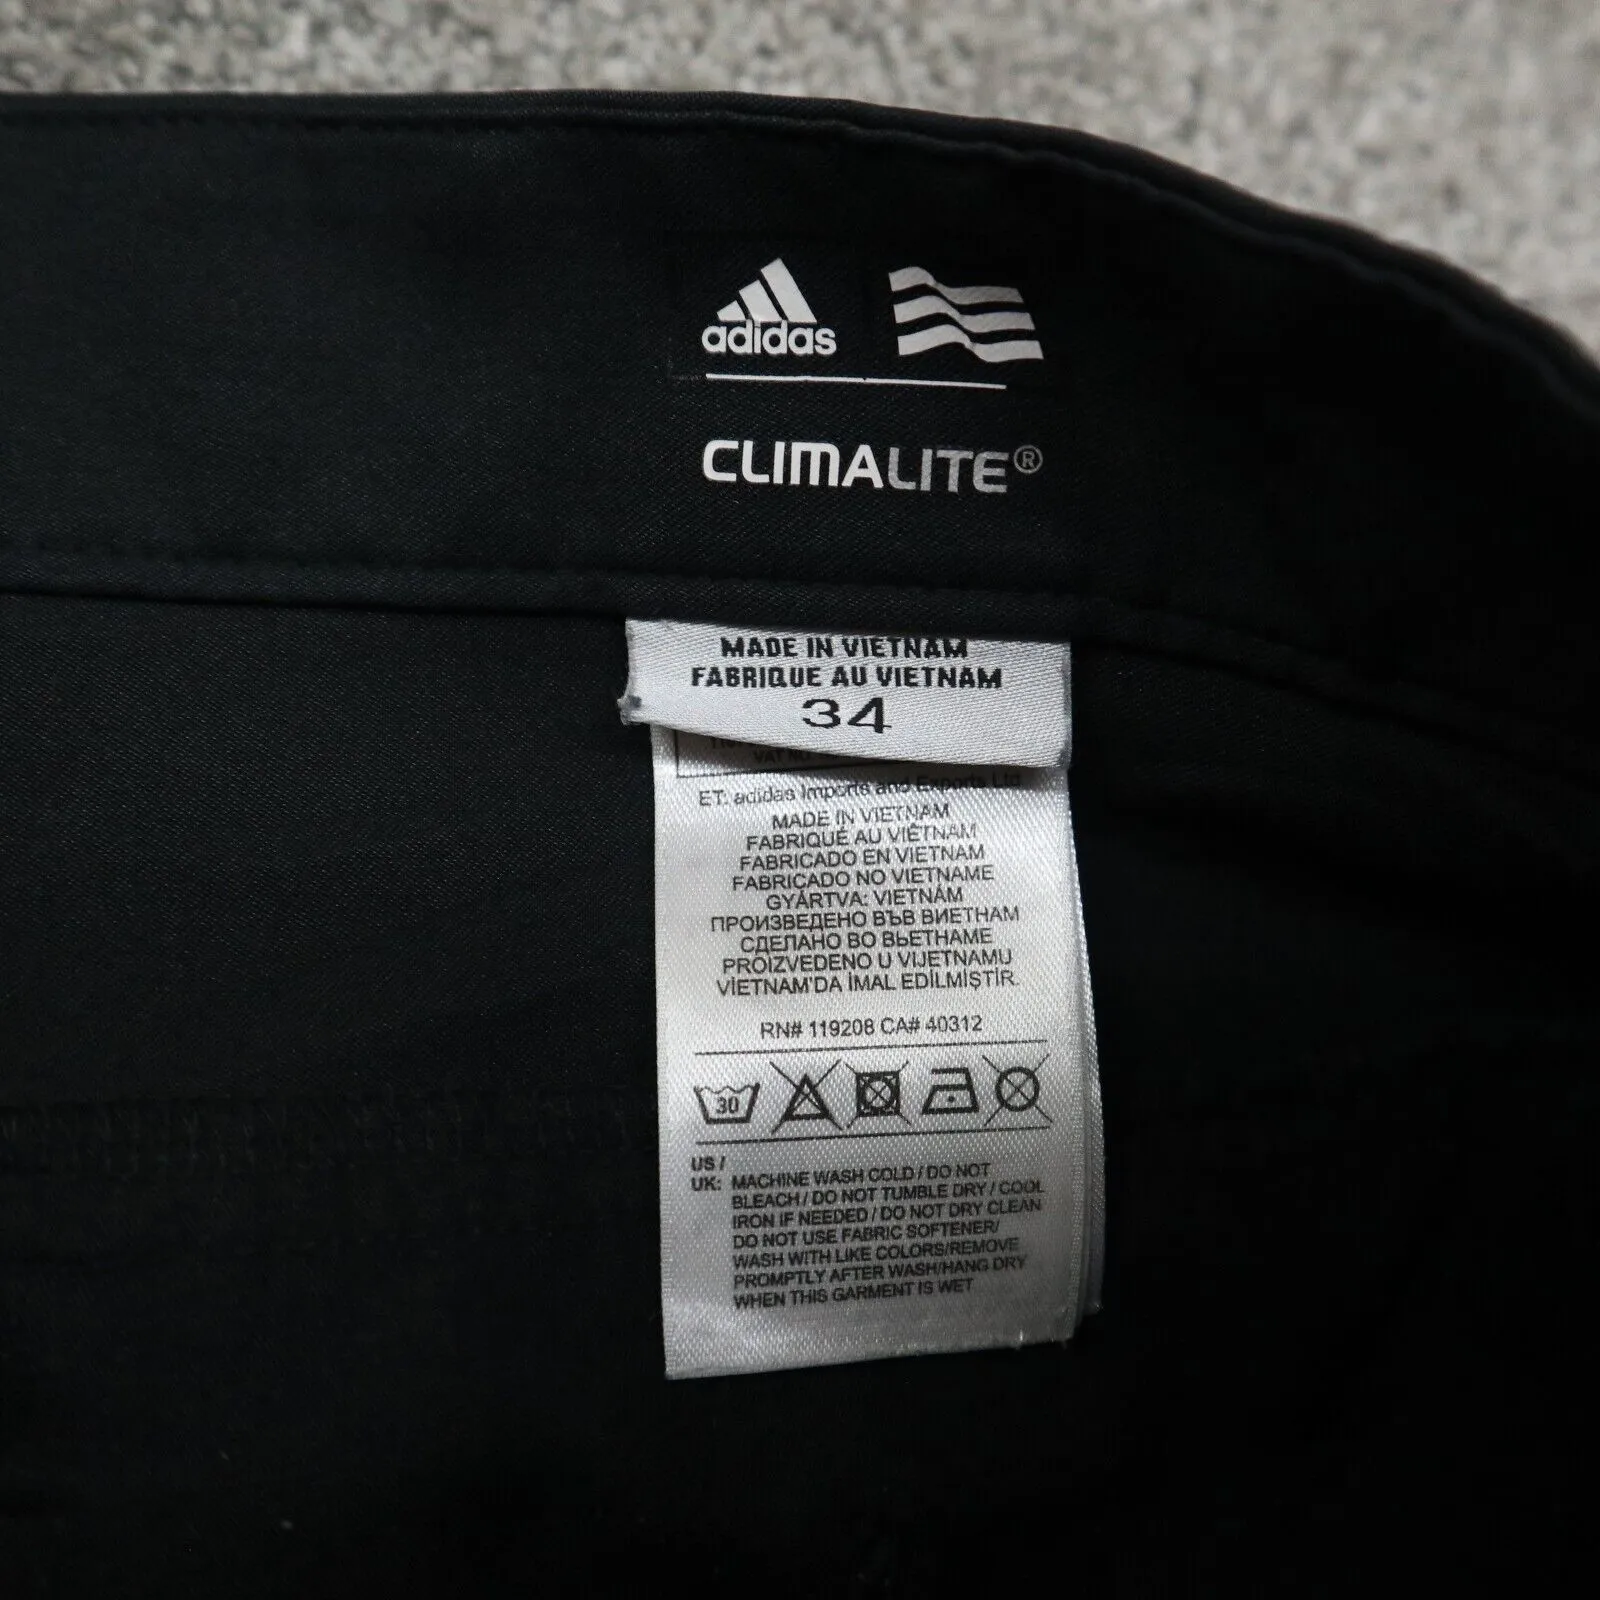 adidas
CLIMALITE®
MADE IN VIETNAM
FABRIQUE AU VIETNAM
34
VAT NO
ET: adidas Imports and Exports Ltd
MADE IN VIETNAM
FABRIQUÉ AU VIÊTNAM
FABRICADO EN VIETNAM
FABRICADO NO VIETNAME
GYÁRTVA: VIETNÁM
ПРОИЗВЕДЕНО ВЪВ ВИЕТНАМ
СДЕЛАНО ВО ВЬЕТНАМЕ
PROIZVEDENO U VIJETNAMU
VİETNAM'DA İMAL EDİLMİŞTİR.
RN# 119208 CA# 40312
30
US /
UK: MACHINE WASH COLD / DO NOT
BLEACH / DO NOT TUMBLE DRY / COOL
IRON IF NEEDED / DO NOT DRY CLEAN
DO NOT USE FABRIC SOFTENER/
WASH WITH LIKE COLORS/REMOVE
PROMPTLY AFTER WASH/HANG DRY
WHEN THIS GARMENT IS WET